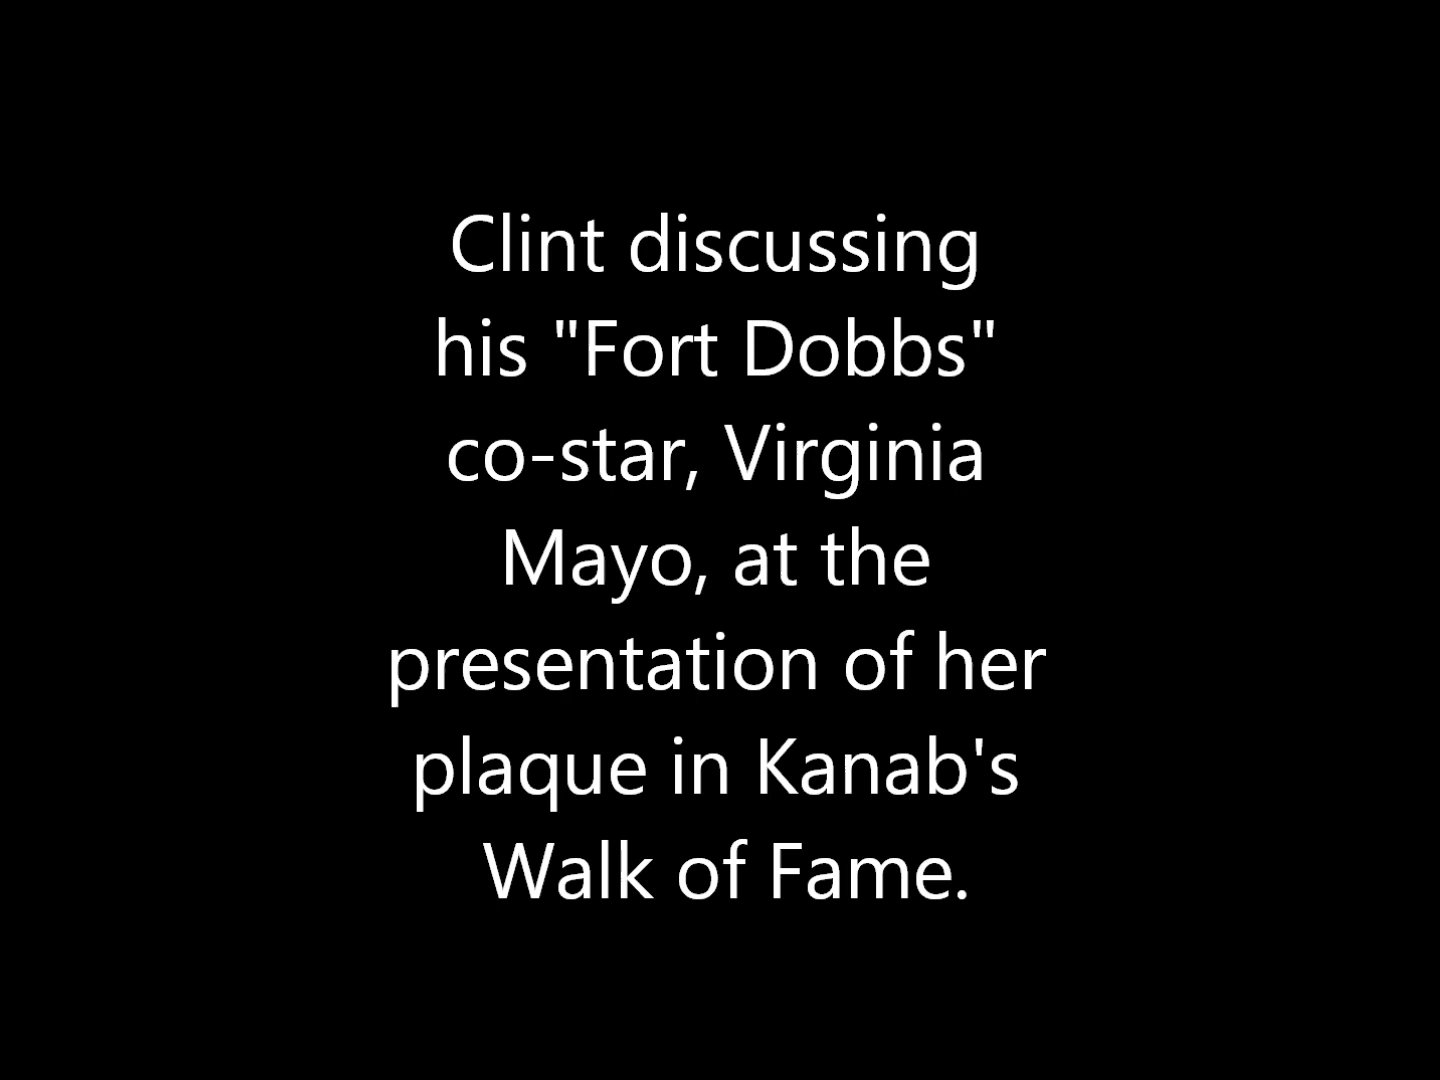 Clint discussing
his "Fort Dobbs"
co-star, Virginia
Mayo, at the
presentation of her
plaque in Kanab's
Walk of Fame.